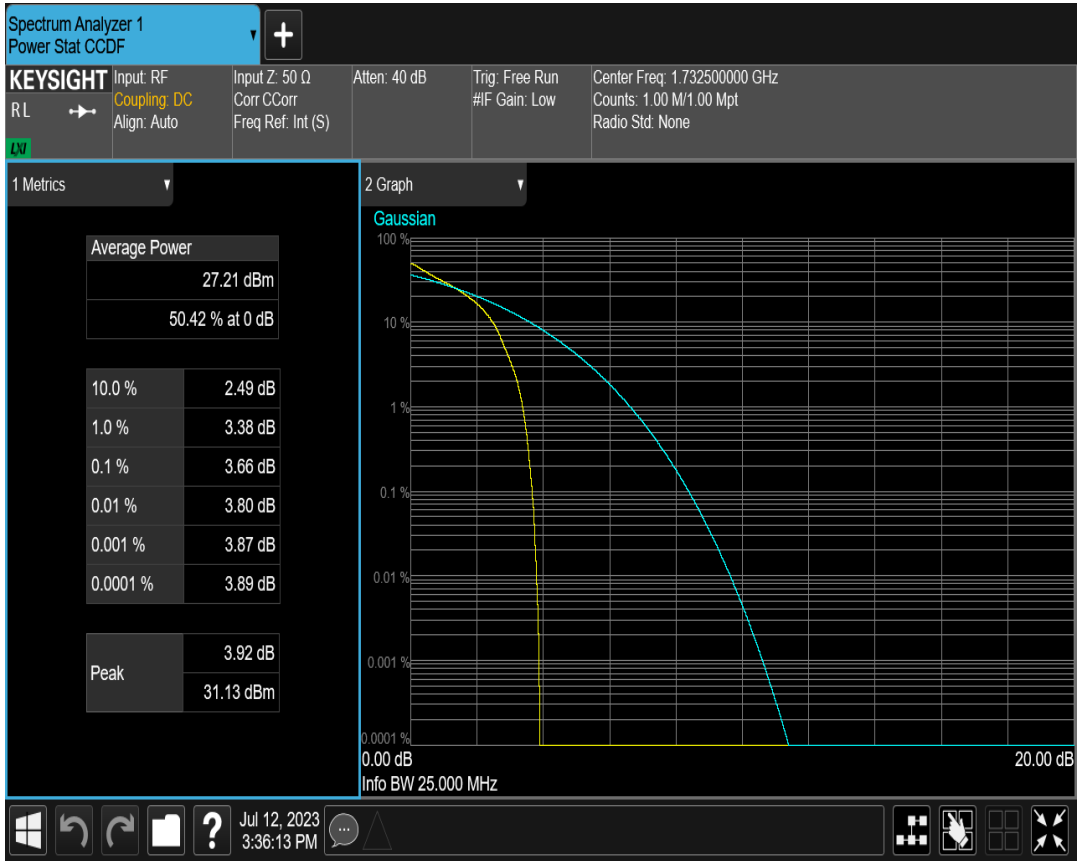 Spectrum Analyzer 1
Power Stat CCDF
+
KEYSIGHT
R L
LXI
Input: RF
Coupling: DC
Align: Auto
Input Z: 50 Ω
Corr CCorr
Freq Ref: Int (S)
Atten: 40 dB
Trig: Free Run
#IF Gain: Low
Center Freq: 1.732500000 GHz
Counts: 1.00 M/1.00 Mpt
Radio Std: None
1 Metrics
Average Power
27.21 dBm
50.42 % at 0 dB
10.0 % 2.49 dB
1.0 % 3.38 dB
0.1 % 3.66 dB
0.01 % 3.80 dB
0.001 % 3.87 dB
0.0001 % 3.89 dB
Peak
3.92 dB
31.13 dBm
2 Graph
Gaussian
100 %
10 %
1 %
0.1 %
0.01 %
0.001 %
0.0001 %
0.00 dB 20.00 dB
Info BW 25.000 MHz
?
Jul 12, 2023
3:36:13 PM